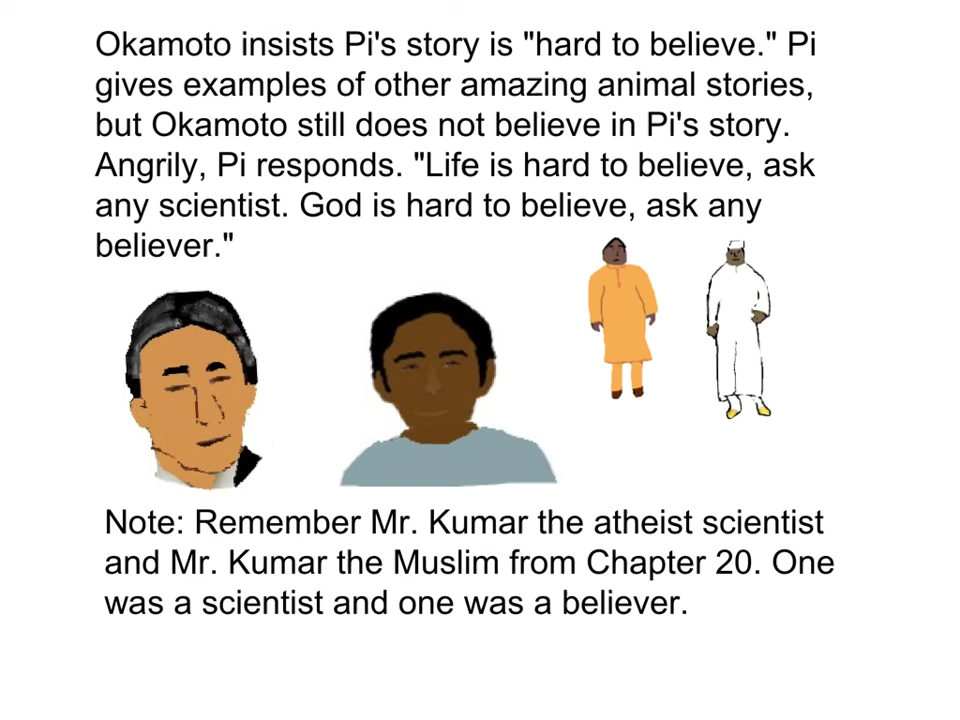 Okamoto insists Pi's story is "hard to believe." Pi
gives examples of other amazing animal stories,
but Okamoto still does not believe in Pi's story.
Angrily, Pi responds. "Life is hard to believe, ask
any scientist. God is hard to believe, ask any
believer."
Note: Remember Mr. Kumar the atheist scientist
and Mr. Kumar the Muslim from Chapter 20. One
was a scientist and one was a believer.